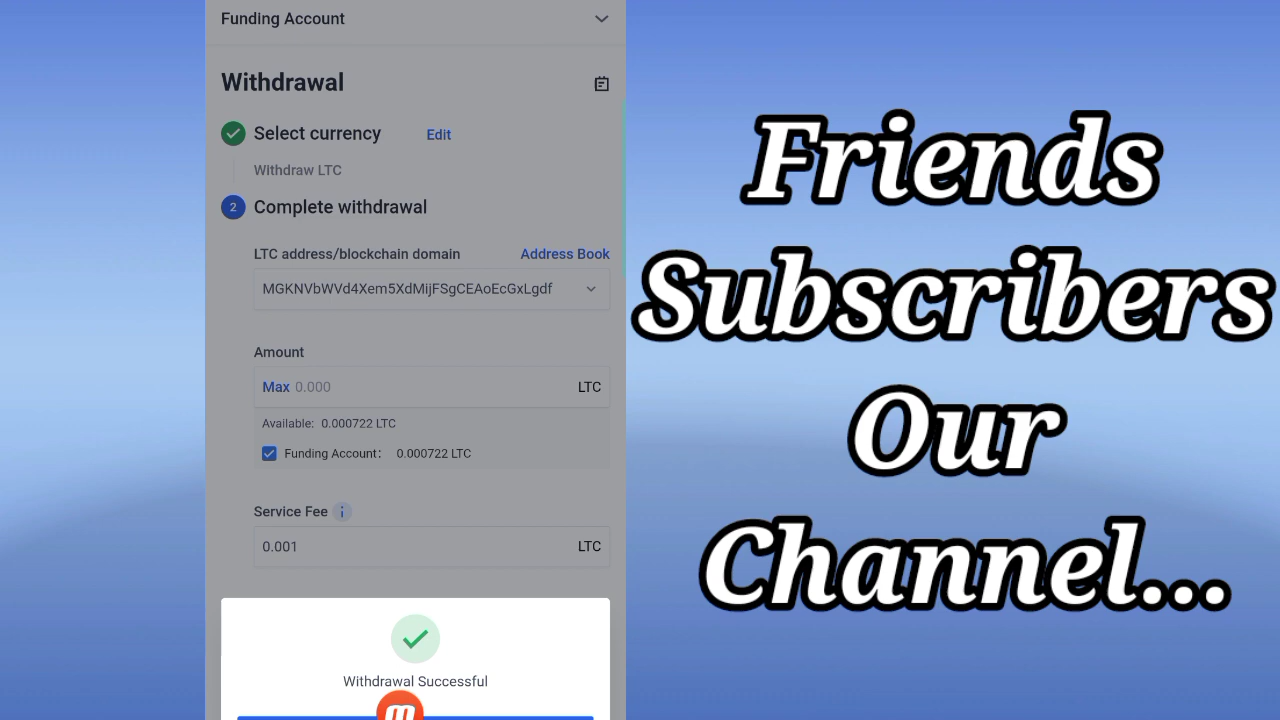 Funding Account
Withdrawal
Select currency Edit
Withdraw LTC
2 Complete withdrawal
LTC address/blockchain domain Address Book
MGKNVbWVd4Xem5XdMijFSgCEAoEcGxLgdf
Amount
Max 0.000 LTC
Available: 0.000722 LTC
Funding Account: 0.000722 LTC
Service Fee i
0.001 LTC
Withdrawal Successful
m
Friends
Subscribers
Our
Channel...